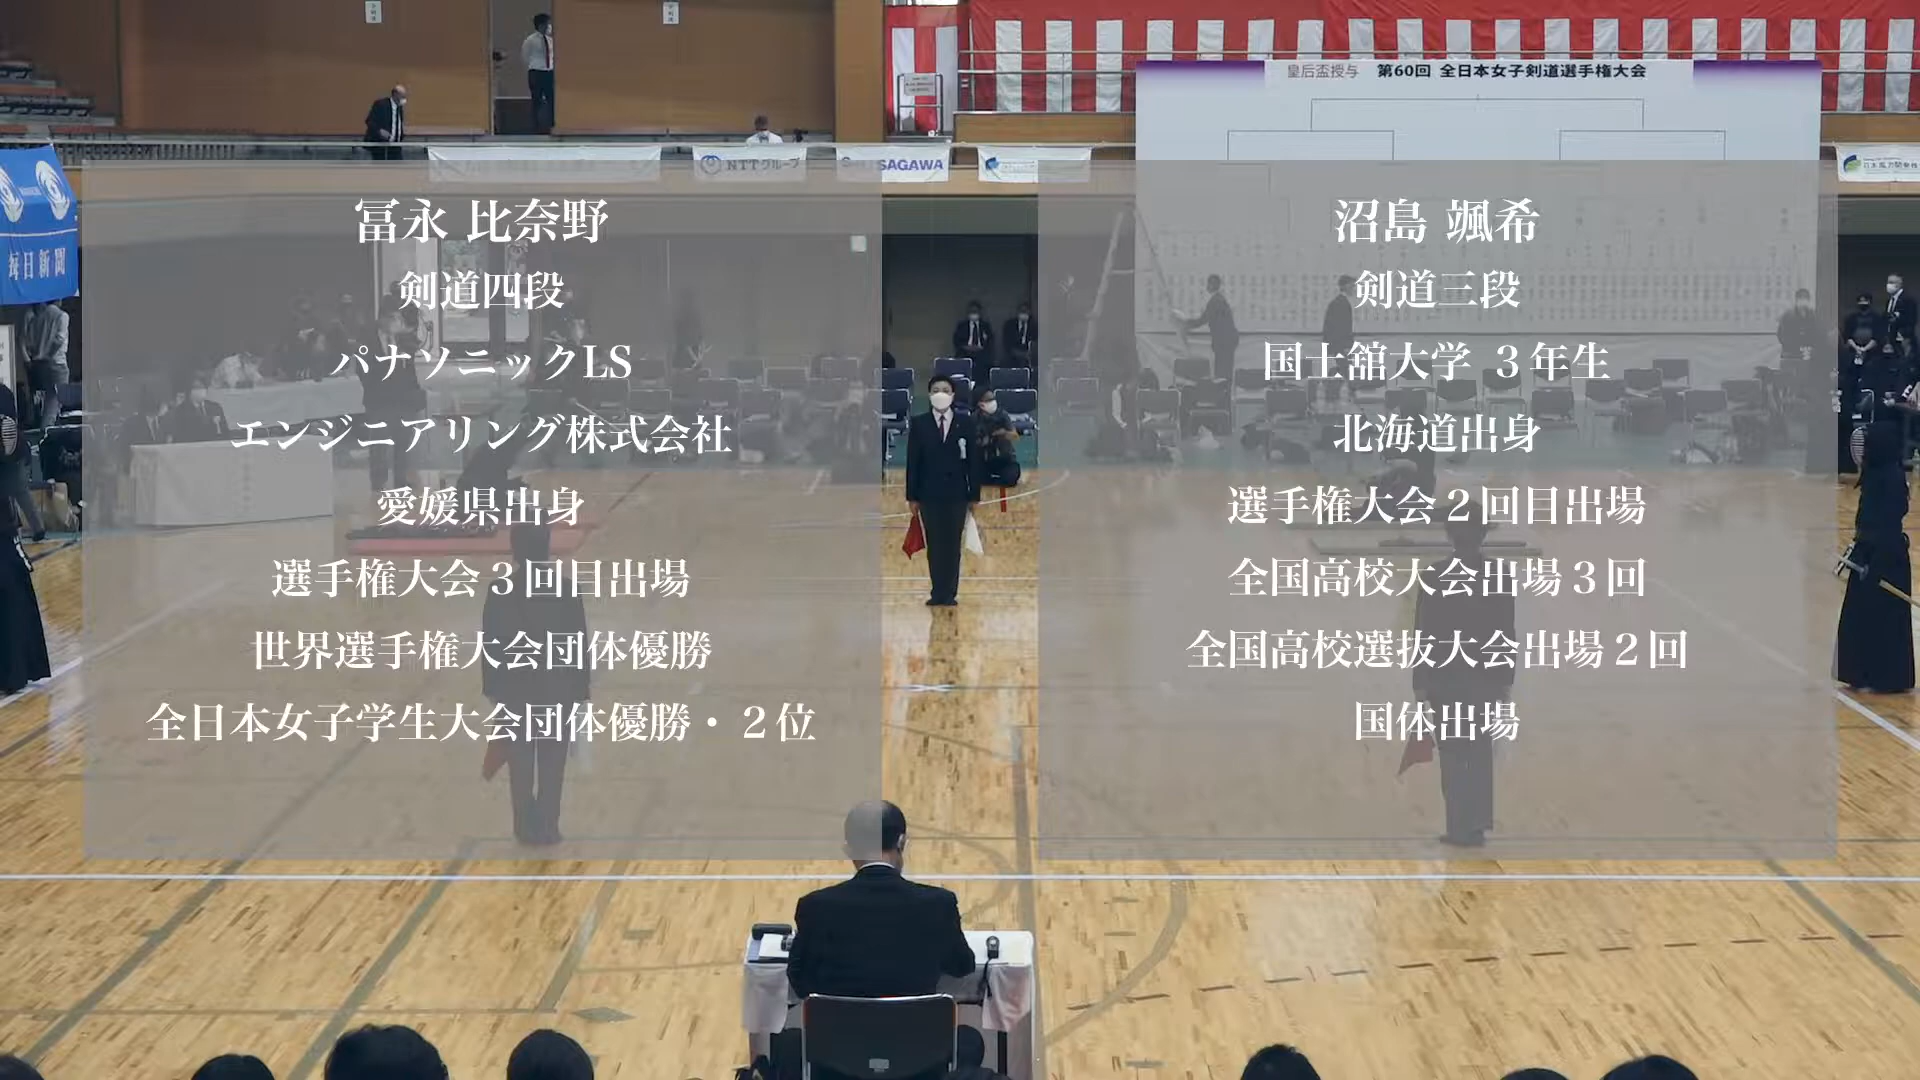 皇后盃授与 第60回 全日本女子剣道選手権大会
NTTグループ
SAGAWA
毎日新聞
冨永 比奈野
剣道四段
パナソニックLS
エンジニアリング株式会社
愛媛県出身
選手権大会３回目出場
世界選手権大会団体優勝
全日本女子学生大会団体優勝・２位
沼島 颯希
剣道三段
国士舘大学 ３年生
北海道出身
選手権大会２回目出場
全国高校大会出場３回
全国高校選抜大会出場２回
国体出場